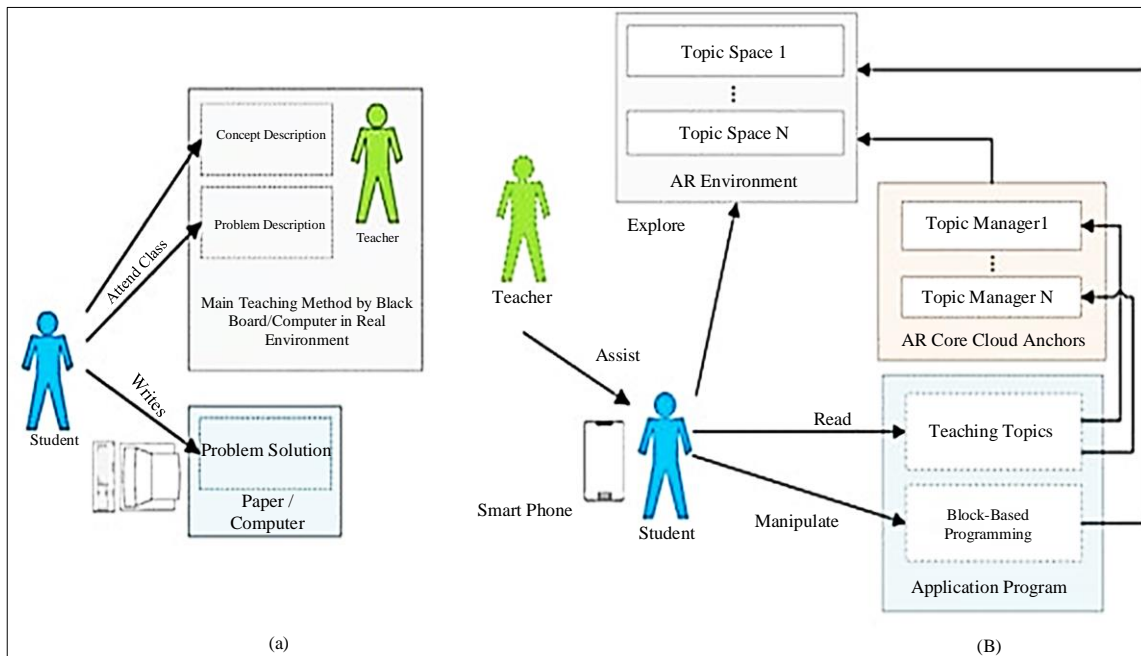 Concept Description
Problem Description
Teacher
Main Teaching Method by Black
Board/Computer in Real
Environment
Attend Class
Writes
Student
Problem Solution
Paper /
Computer
(a)
Topic Space 1
Topic Space N
AR Environment
Explore
Teacher
Assist
Topic Manager1
Topic Manager N
AR Core Cloud Anchors
Read
Teaching Topics
Smart Phone
Manipulate
Student
Block-Based
Programming
Application Program
(B)